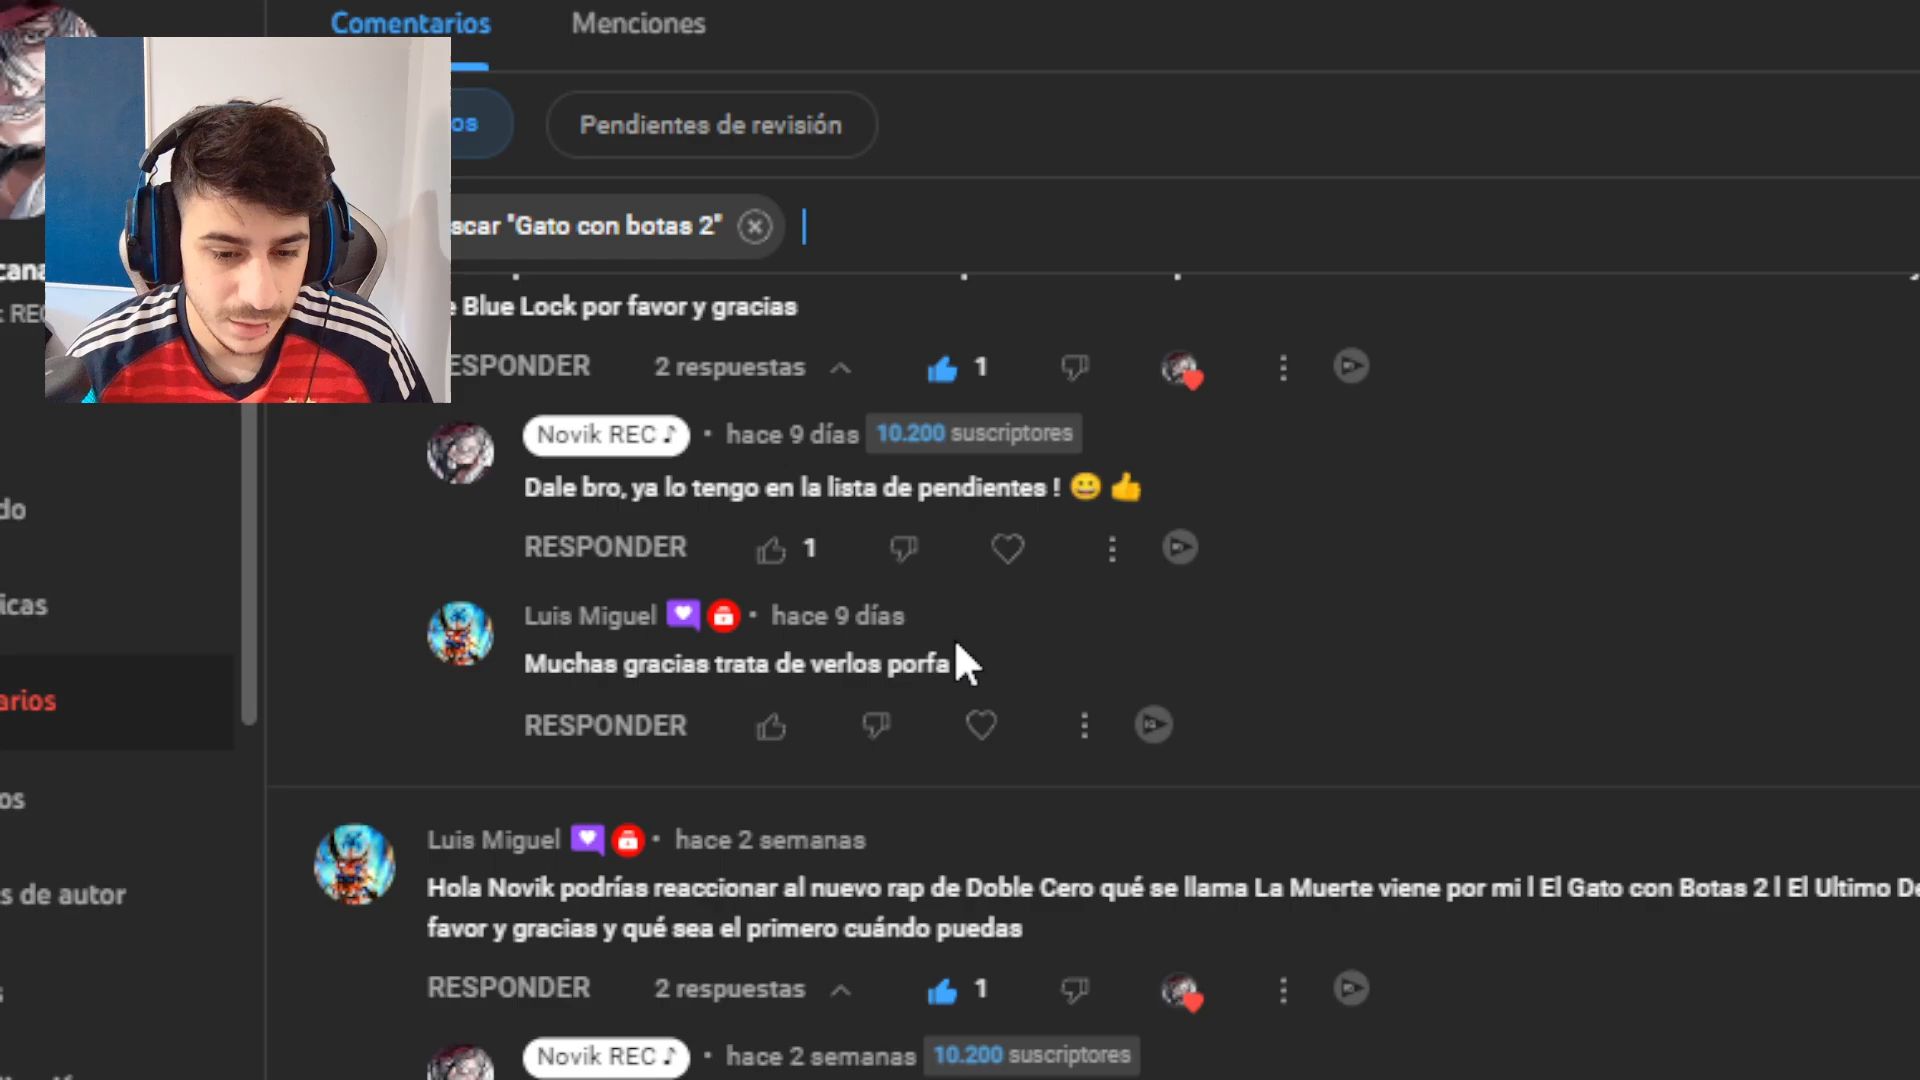 Comentarios
Menciones
os
Pendientes de revisión
scar "Gato con botas 2"
cana
REC
e Blue Lock por favor y gracias
ESPONDER 2 respuestas 1
Novik REC ♪ • hace 9 días 10.200 suscriptores
Dale bro, ya lo tengo en la lista de pendientes ! 😀 👍
do
RESPONDER 1
icas
Luis Miguel • hace 9 días
Muchas gracias trata de verlos porfa
arios
RESPONDER
os
Luis Miguel • hace 2 semanas
Hola Novik podrías reaccionar al nuevo rap de Doble Cero qué se llama La Muerte viene por mi l El Gato con Botas 2 l El Ultimo De
s de autor
favor y gracias y qué sea el primero cuándo puedas
RESPONDER 2 respuestas 1
Novik REC ♪ • hace 2 semanas 10.200 suscriptores